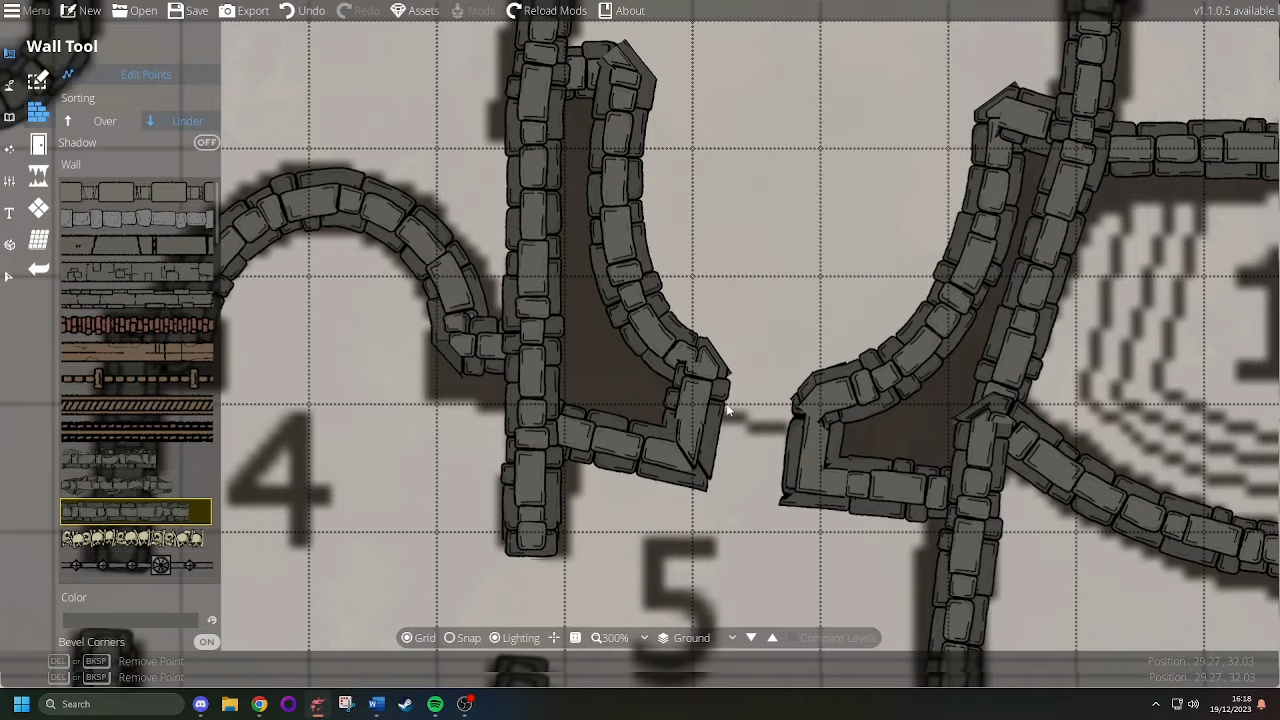 Menu New Open Save Export Undo Redo Assets Mods Reload Mods About v1.1.0.5 available
Wall Tool
Edit Points
Sorting
Over Under
Shadow OFF
Wall
4
5
1
Color
Bevel Corners ON
DEL or BKSP Remove Point
DEL or BKSP Remove Point
Grid Snap Lighting 300% Ground Compare Levels
Position : 29.27 , 32.03
Position : 29.27 , 32.03
Search
16:18
19/12/2023